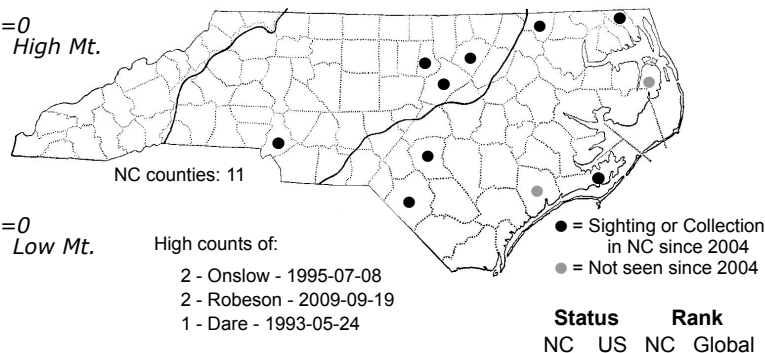 =0
High Mt.
NC counties: 11
=0
Low Mt.
High counts of:
2 - Onslow - 1995-07-08
2 - Robeson - 2009-09-19
1 - Dare - 1993-05-24
= Sighting or Collection
in NC since 2004
= Not seen since 2004
Status Rank
NC US NC Global